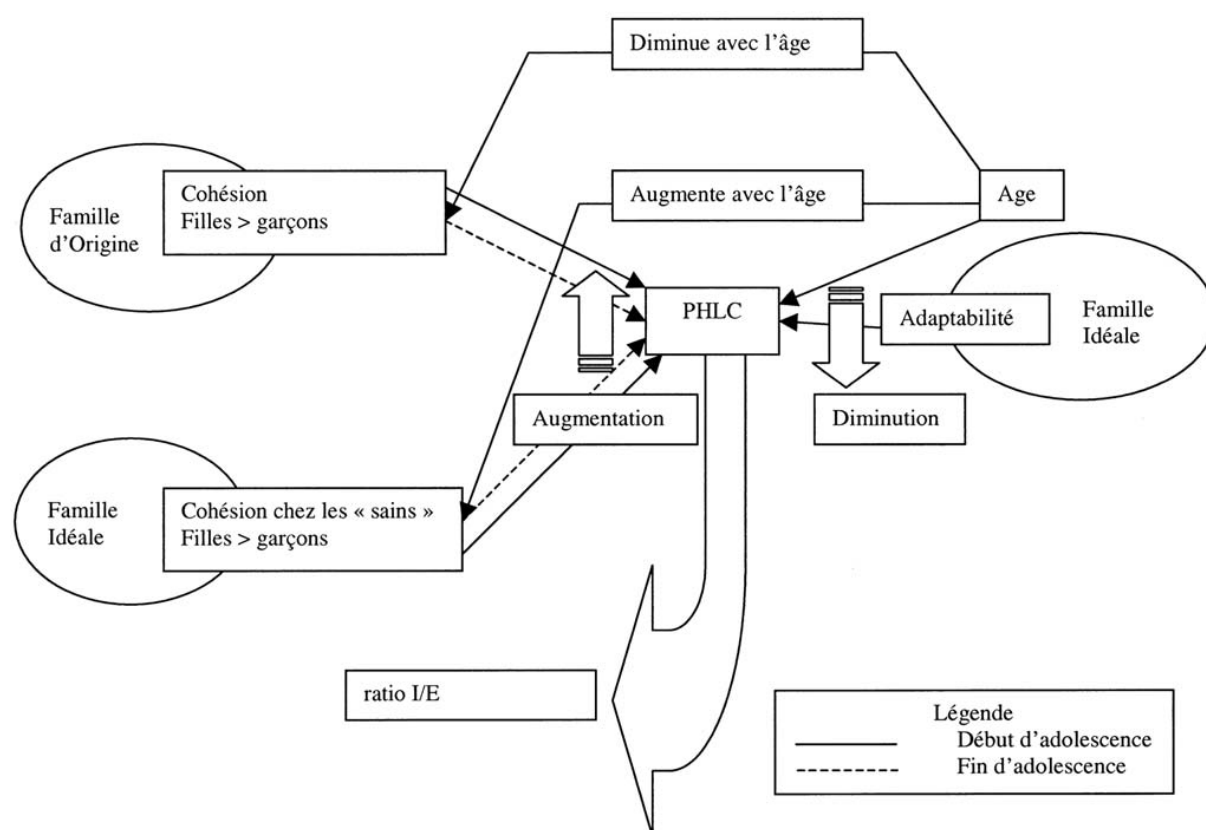 Diminue avec l'âge
Famille
d'Origine
Cohésion
Filles > garçons
Augmente avec l'âge
Age
PHLC
Adaptabilité
Famille
Idéale
Augmentation
Diminution
Famille
Idéale
Cohésion chez les « sains »
Filles > garçons
ratio I/E
Légende
Début d'adolescence
Fin d'adolescence